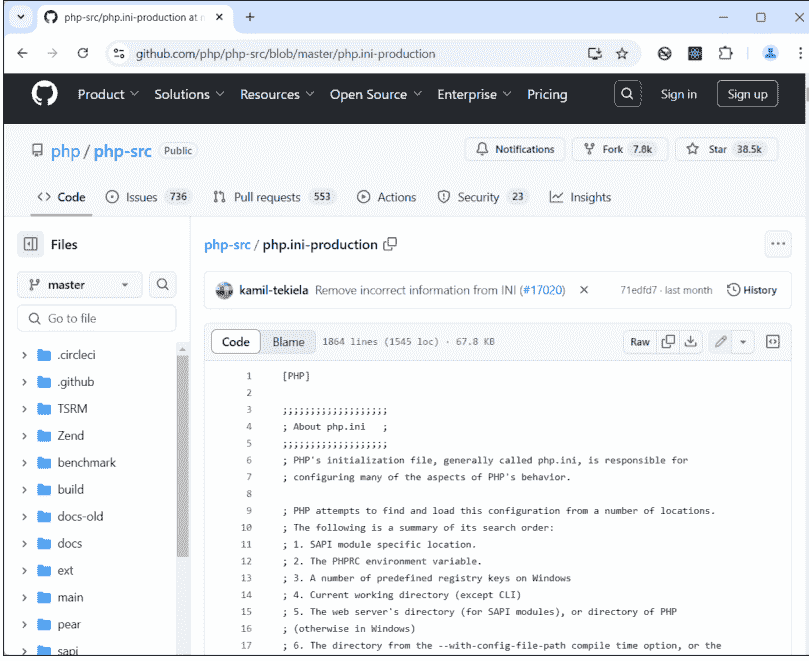 php-src/php.ini-production at m
github.com/php/php-src/blob/master/php.ini-production
Product Solutions Resources Open Source Enterprise Pricing Sign in Sign up
php / php-src Public Notifications Fork 7.8k Star 38.5k
Code Issues 736 Pull requests 553 Actions Security 23 Insights
Files
master
Go to file
.circleci
.github
TSRM
Zend
benchmark
build
docs-old
docs
ext
main
pear
sapi
php-src / php.ini-production
kamil-tekiela Remove incorrect information from INI (#17020) 71edfd7 · last month History
Code Blame 1864 lines (1545 loc) · 67.8 KB Raw
1 [PHP]
2
3 ;;;;;;;;;;;;;;;;;;;
4 ; About php.ini   ;
5 ;;;;;;;;;;;;;;;;;;;
6 ; PHP's initialization file, generally called php.ini, is responsible for
7 ; configuring many of the aspects of PHP's behavior.
8
9 ; PHP attempts to find and load this configuration from a number of locations.
10 ; The following is a summary of its search order:
11 ; 1. SAPI module specific location.
12 ; 2. The PHPRC environment variable.
13 ; 3. A number of predefined registry keys on Windows
14 ; 4. Current working directory (except CLI)
15 ; 5. The web server's directory (for SAPI modules), or directory of PHP
16 ; (otherwise in Windows)
17 ; 6. The directory from the --with-config-file-path compile time option, or the